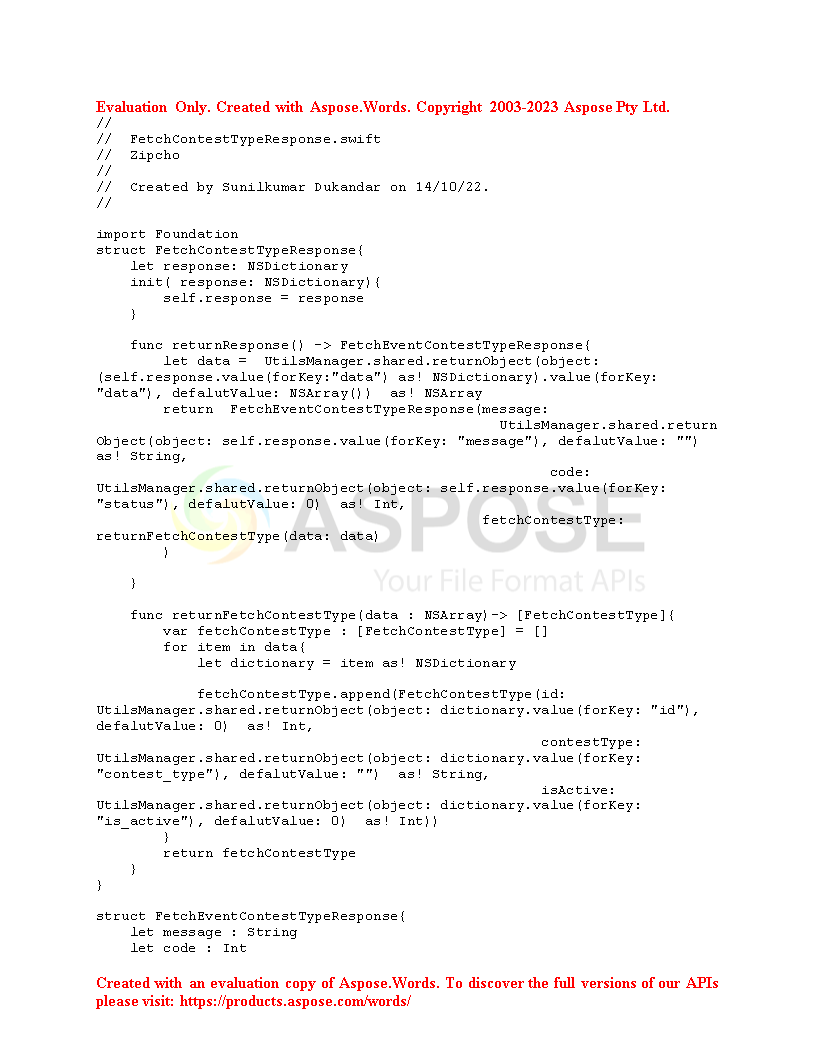 Evaluation Only. Created with Aspose.Words. Copyright 2003-2023 Aspose Pty Ltd.
//
//  FetchContestTypeResponse.swift
//  Zipcho
//
//  Created by Sunilkumar Dukandar on 14/10/22.
//
import Foundation
struct FetchContestTypeResponse{
    let response: NSDictionary
    init( response: NSDictionary){
        self.response = response
    }
    func returnResponse() -> FetchEventContestTypeResponse{
        let data =  UtilsManager.shared.returnObject(object:
(self.response.value(forKey:"data") as! NSDictionary).value(forKey:
"data"), defalutValue: NSArray())  as! NSArray
        return  FetchEventContestTypeResponse(message:
UtilsManager.shared.return
Object(object: self.response.value(forKey: "message"), defalutValue: "")
as! String,
code:
UtilsManager.shared.returnObject(object: self.response.value(forKey:
"status"), defalutValue: 0)  as! Int,
fetchContestType:
returnFetchContestType(data: data)
        )
    }
    func returnFetchContestType(data : NSArray)-> [FetchContestType]{
        var fetchContestType : [FetchContestType] = []
        for item in data{
            let dictionary = item as! NSDictionary
            fetchContestType.append(FetchContestType(id:
UtilsManager.shared.returnObject(object: dictionary.value(forKey: "id"),
defalutValue: 0)  as! Int,
contestType:
UtilsManager.shared.returnObject(object: dictionary.value(forKey:
"contest_type"), defalutValue: "")  as! String,
isActive:
UtilsManager.shared.returnObject(object: dictionary.value(forKey:
"is_active"), defalutValue: 0)  as! Int))
        }
        return fetchContestType
    }
}
struct FetchEventContestTypeResponse{
    let message : String
    let code : Int
ASPOSE
Your File Format APIs
Created with an evaluation copy of Aspose.Words. To discover the full versions of our APIs
please visit: https://products.aspose.com/words/